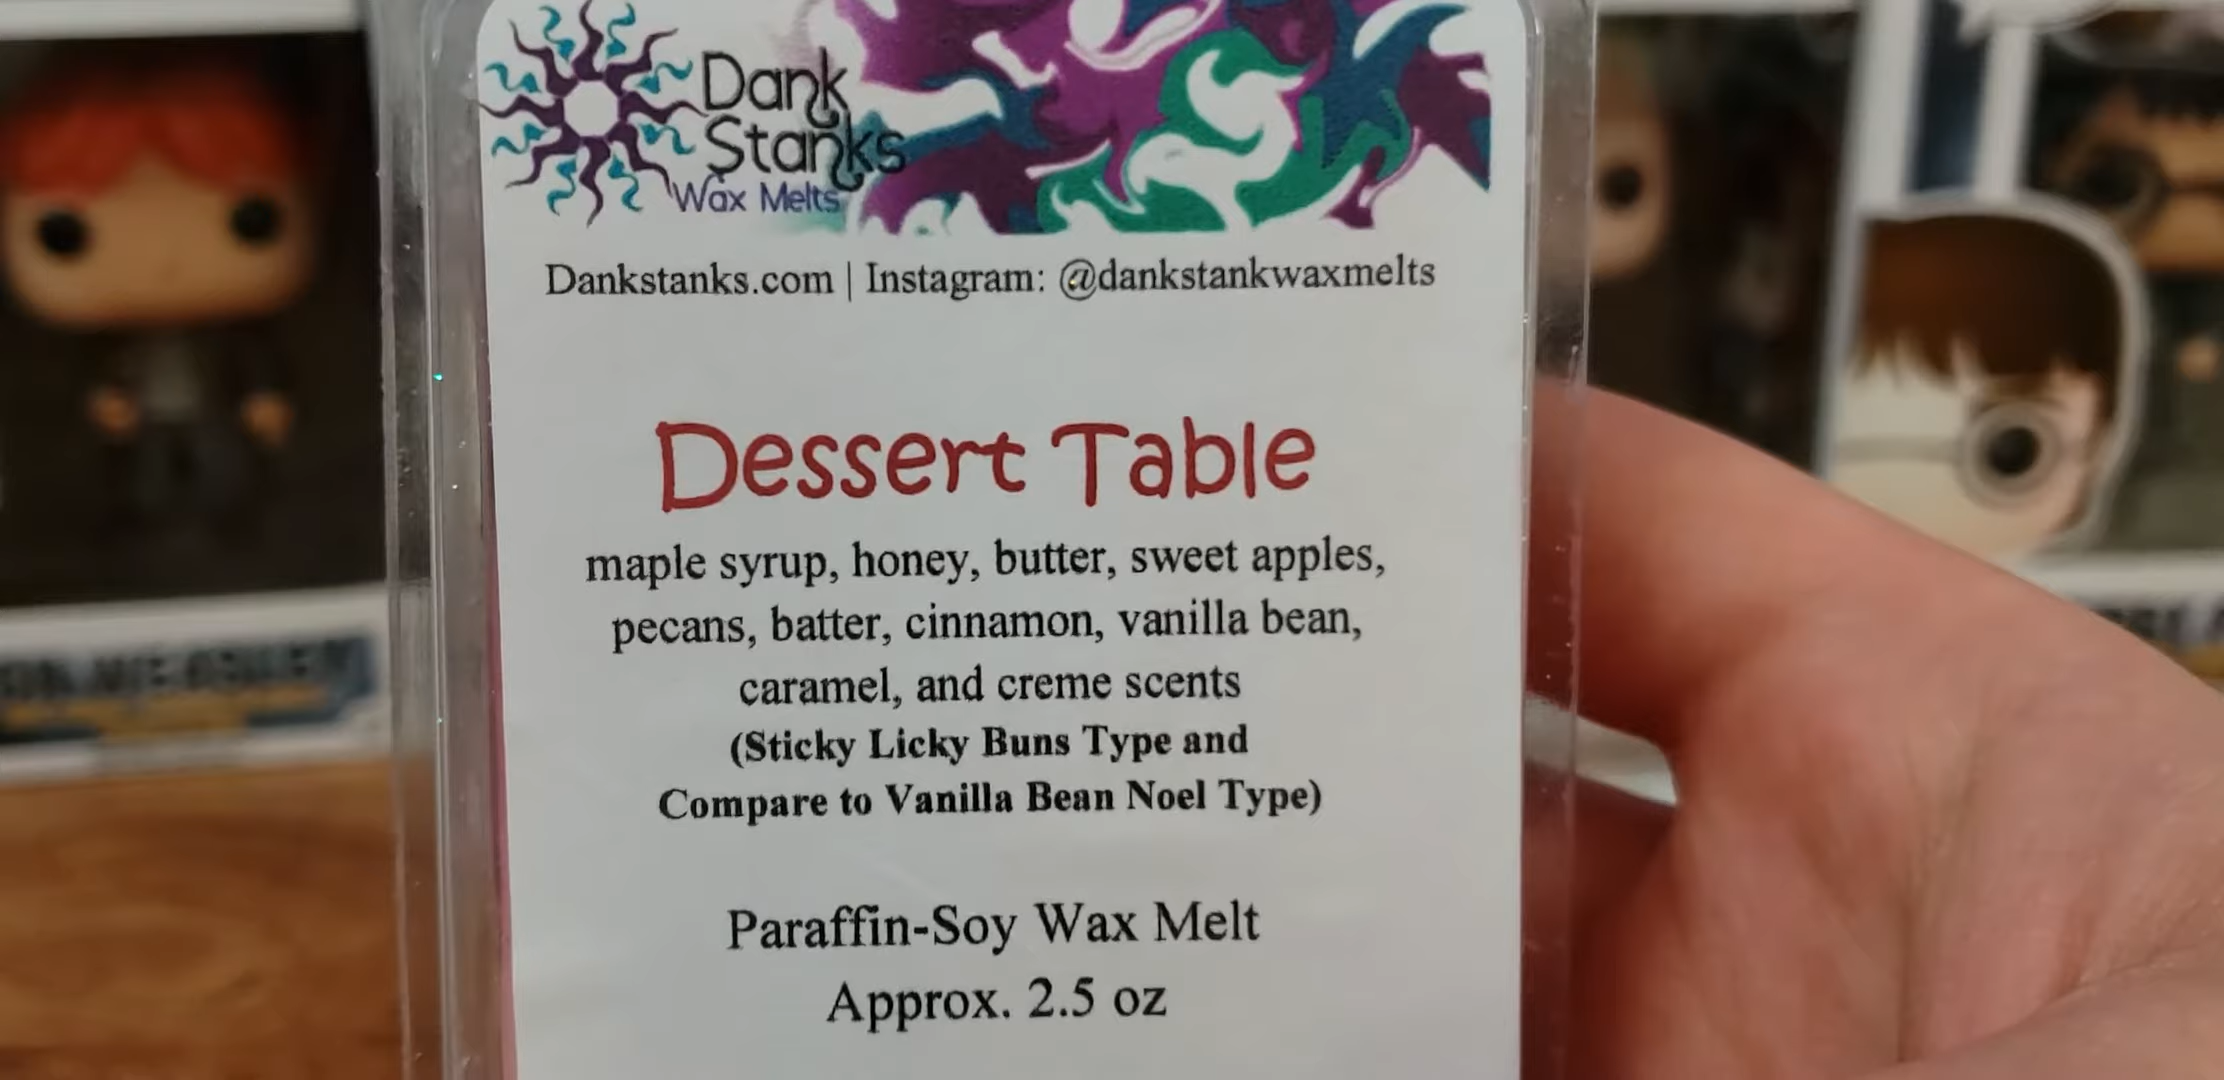 Dank
Stanks
Wax Melts
Dankstanks.com | Instagram: @dankstankwaxmelts
Dessert Table
maple syrup, honey, butter, sweet apples,
pecans, batter, cinnamon, vanilla bean,
caramel, and creme scents
(Sticky Licky Buns Type and
Compare to Vanilla Bean Noel Type)
Paraffin-Soy Wax Melt
Approx. 2.5 oz
WEASLEY